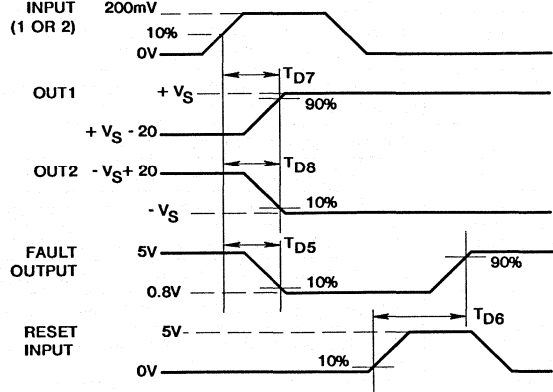 INPUT
(1 OR 2)
200mV
10%
0V
TD7
OUT1
+ VS
90%
+ VS - 20
TD8
OUT2
- VS + 20
10%
- VS
FAULT
OUTPUT
5V
TD5
10%
90%
0.8V
TD6
RESET
INPUT
5V
10%
0V